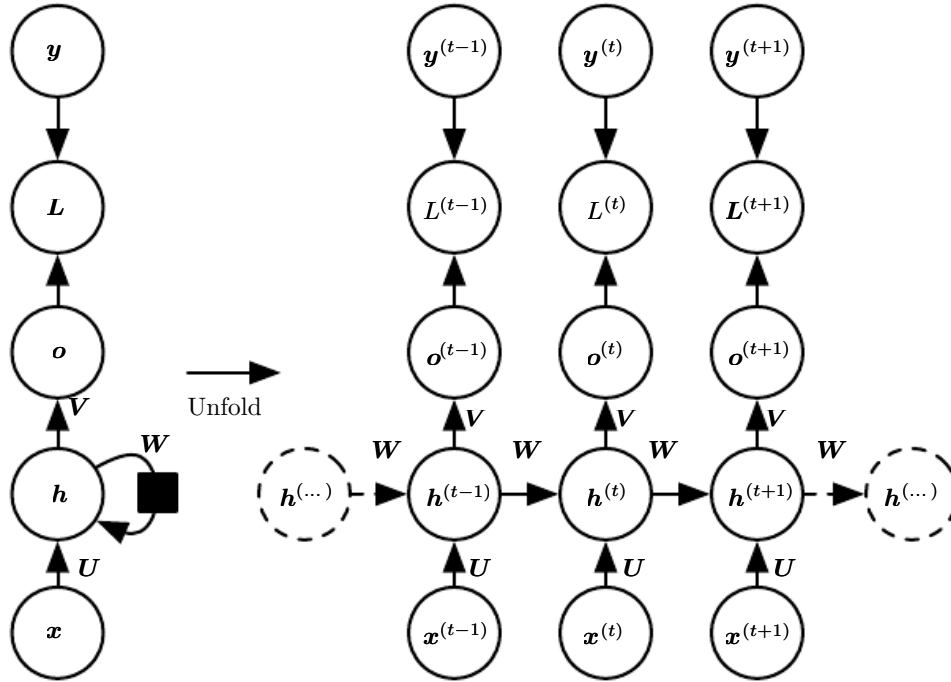 y y^(t−1) y^(t) y^(t+1)
L L^(t−1) L^(t) L^(t+1)
o o^(t−1) o^(t) o^(t+1)
Unfold
V V V V
W W W W W
h h^(...) h^(t−1) h^(t) h^(t+1) h^(...)
U U U U
x x^(t−1) x^(t) x^(t+1)